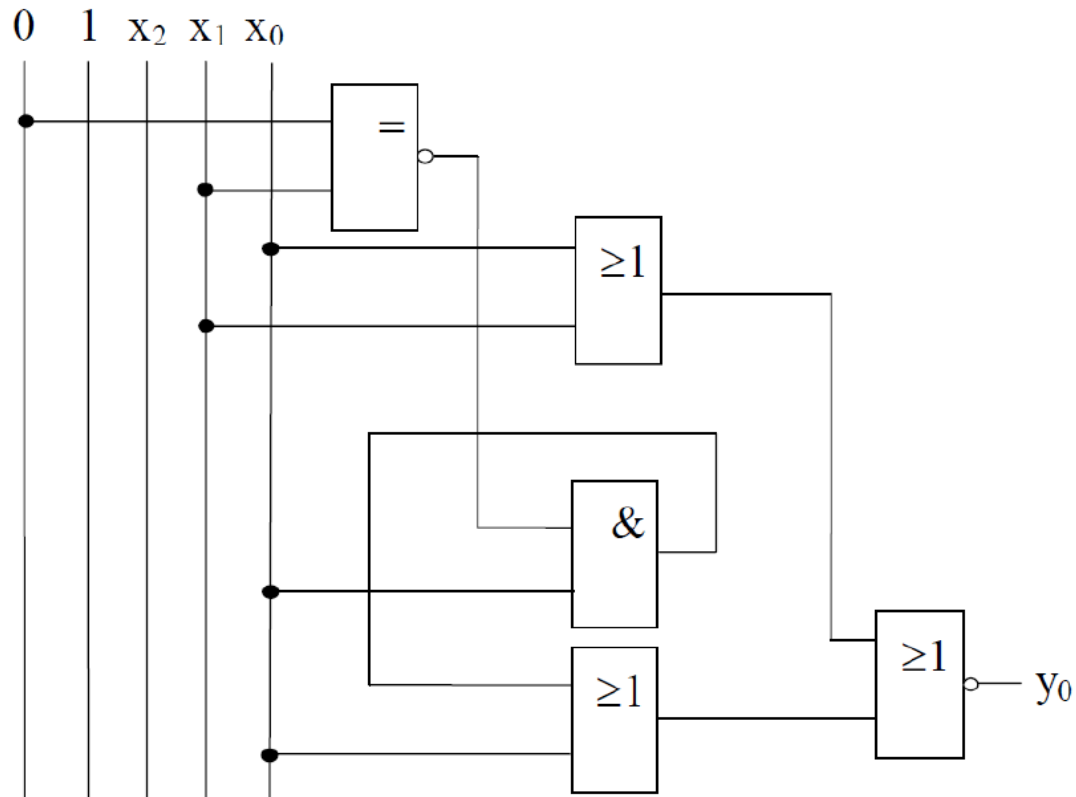 0 1 x₂ x₁ x₀
=
≥1
&
≥1
≥1
y₀